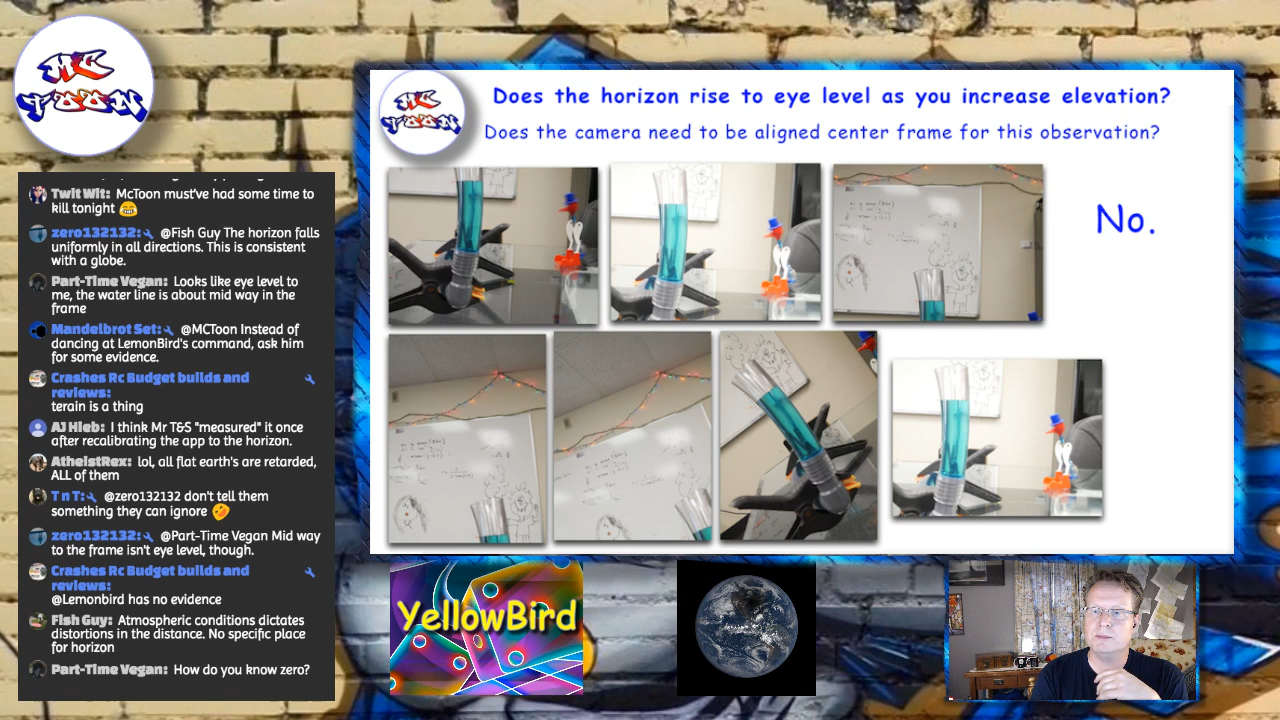 MC
TOON
MC
TOON
Does the horizon rise to eye level as you increase elevation?
Does the camera need to be aligned center frame for this observation?
No.
Twit Wit: McToon must've had some time to
kill tonight
zero132132: @Fish Guy The horizon falls
uniformly in all directions. This is consistent
with a globe.
Part-Time Vegan: Looks like eye level to
me, the water line is about mid way in the
frame
Mandelbrot Set: @MCToon Instead of
dancing at LemonBird's command, ask him
for some evidence.
Crashes Rc Budget builds and
reviews:
terain is a thing
AJ Hieb: I think Mr T&S "measured" it once
after recalibrating the app to the horizon.
AtheistRex: lol, all flat earth's are retarded,
ALL of them
T n T: @zero132132 don't tell them
something they can ignore
zero132132: @Part-Time Vegan Mid way
to the frame isn't eye level, though.
Crashes Rc Budget builds and
reviews:
@Lemonbird has no evidence
Fish Guy: Atmospheric conditions dictates
distortions in the distance. No specific place
for horizon
Part-Time Vegan: How do you know zero?
YellowBird